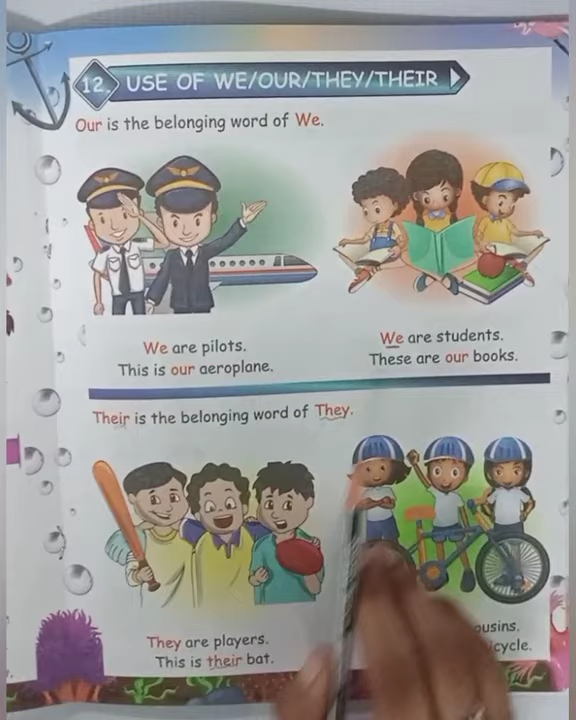 12. USE OF WE/OUR/THEY/THEIR
Our is the belonging word of We.
We are pilots.
This is our aeroplane.
We are students.
These are our books.
Their is the belonging word of They.
They are players.
This is their bat.